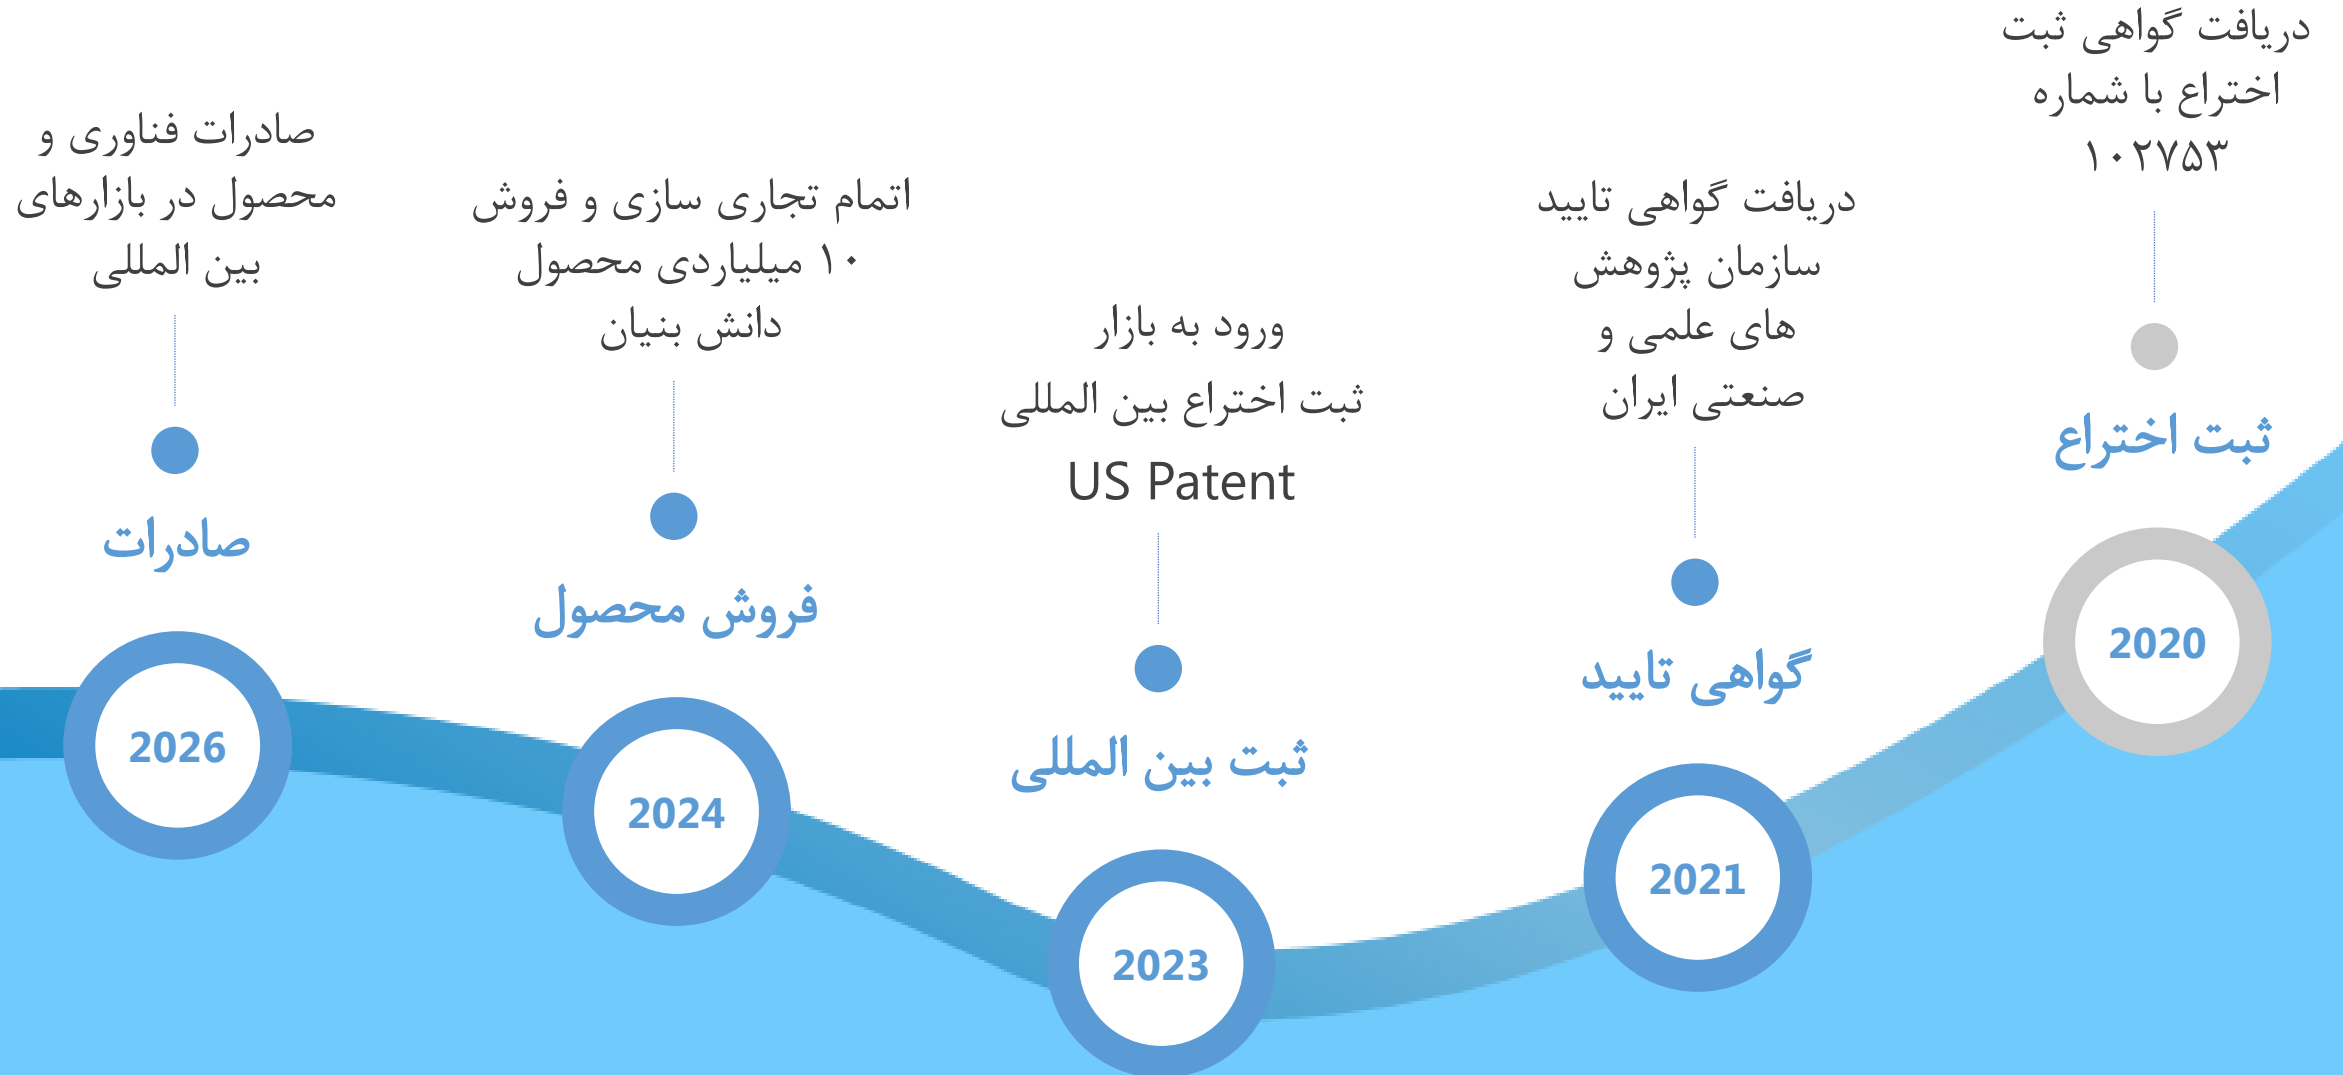 دریافت گواهی ثبت
اختراع با شماره
۱۰۲۷۵۳
ثبت اختراع
2020
دریافت گواهی تایید
سازمان پژوهش
های علمی و
صنعتی ایران
گواهی تایید
2021
ورود به بازار
ثبت اختراع بین المللی
US Patent
ثبت بین المللی
2023
اتمام تجاری سازی و فروش
۱۰ میلیاردی محصول
دانش بنیان
فروش محصول
2024
صادرات فناوری و
محصول در بازارهای
بین المللی
صادرات
2026